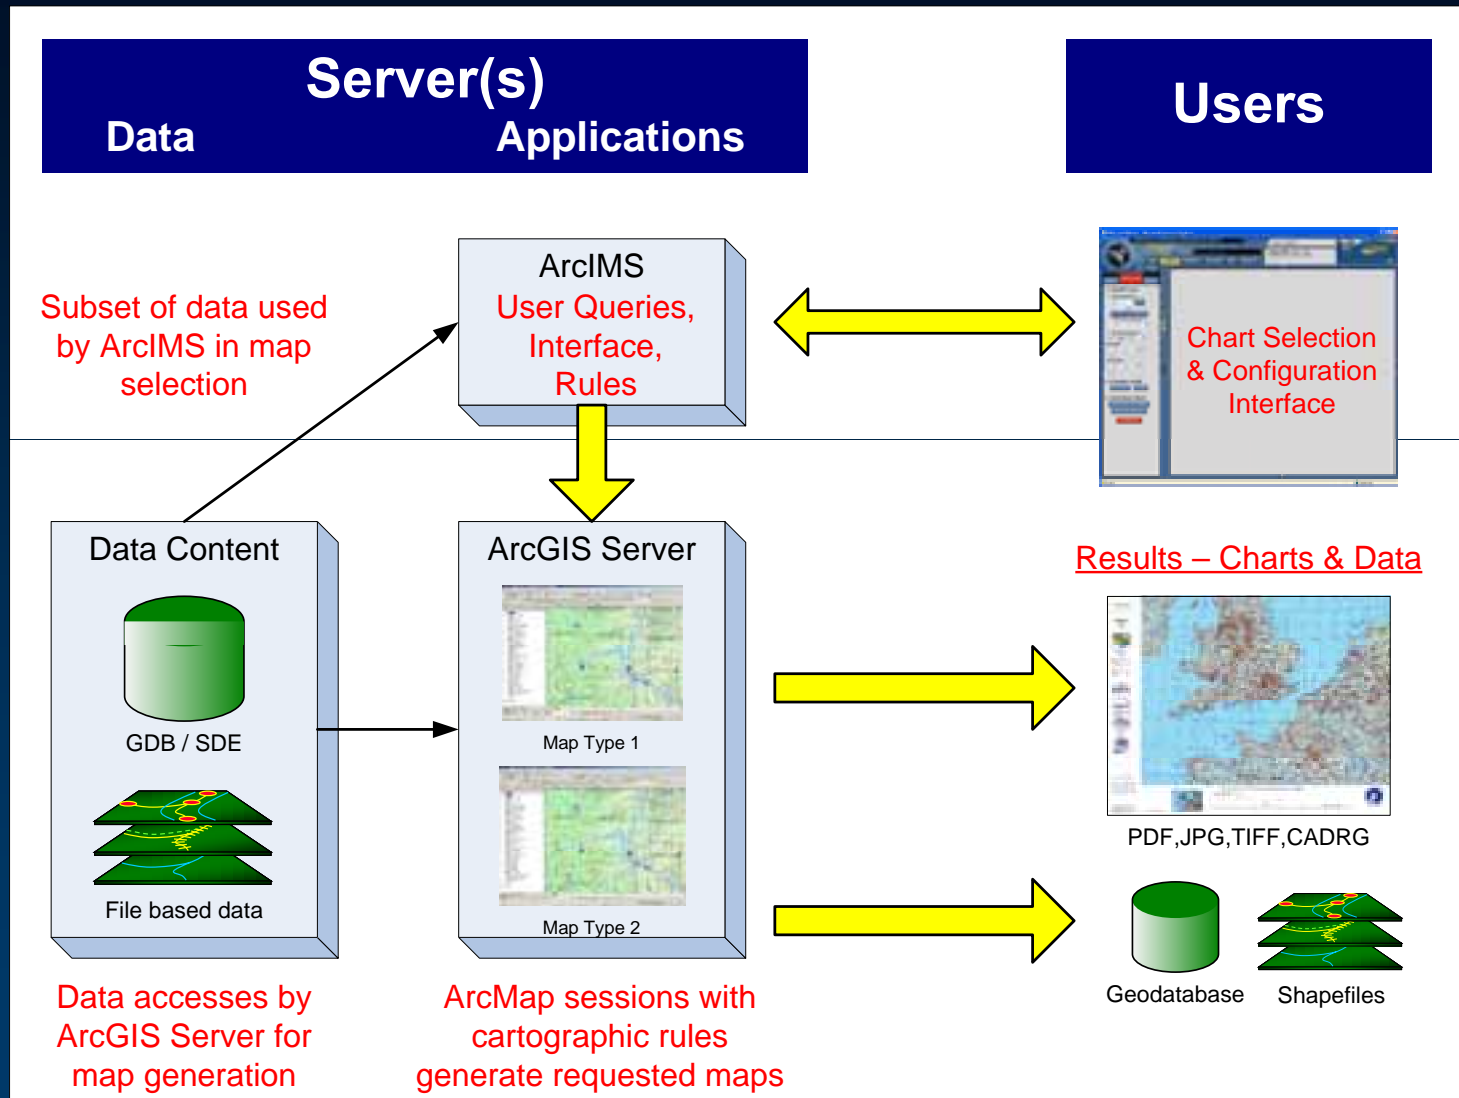 Server(s)
Data Applications
Users
ArcIMS
User Queries,
Interface,
Rules
Subset of data used
by ArcIMS in map
selection
Chart Selection
& Configuration
Interface
Data Content
GDB / SDE
File based data
ArcGIS Server
Map Type 1
Map Type 2
Results – Charts & Data
PDF,JPG,TIFF,CADRG
Geodatabase
Shapefiles
Data accesses by
ArcGIS Server for
map generation
ArcMap sessions with
cartographic rules
generate requested maps